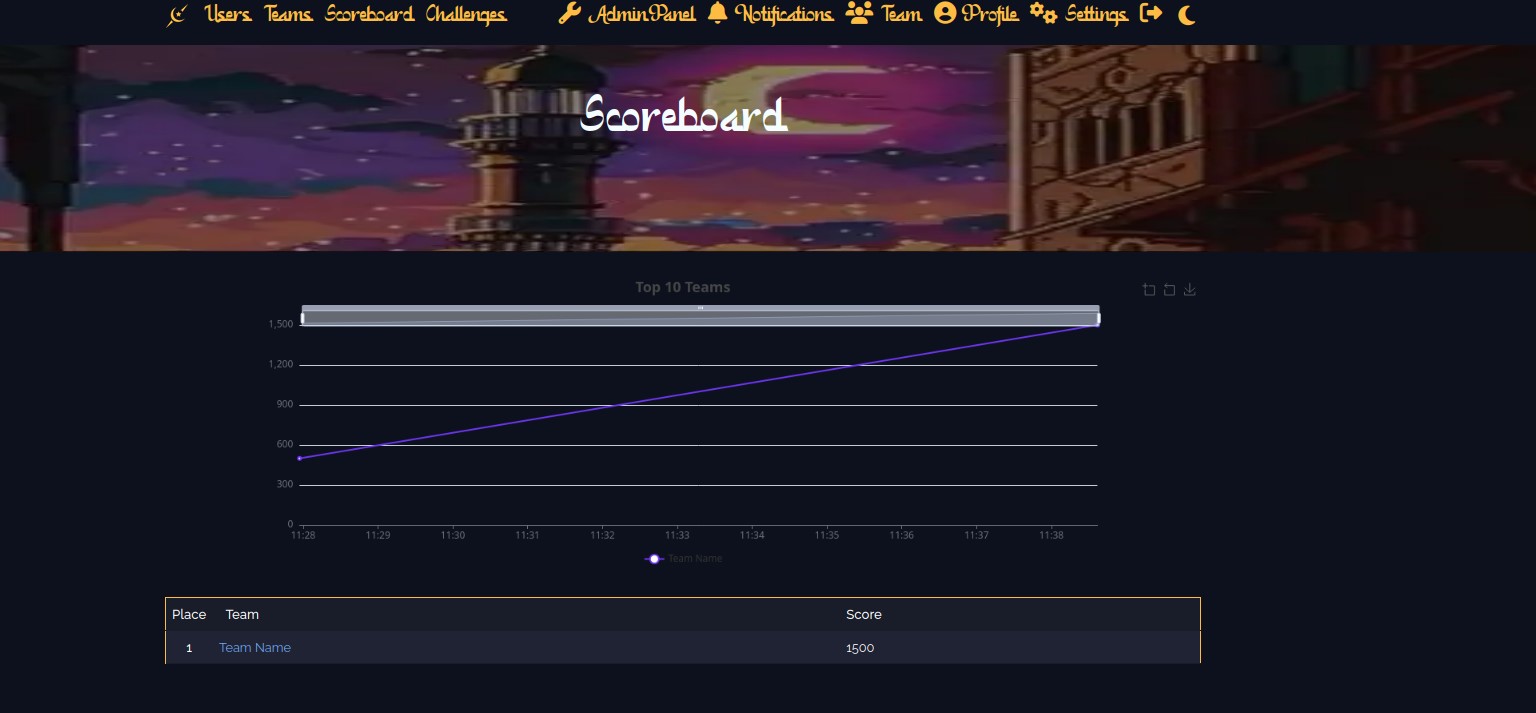 Users Teams Scoreboard Challenges Admin Panel Notifications Team Profile Settings
Scoreboard
Top 10 Teams
1,500
1,200
900
600
300
0
11:28 11:29 11:30 11:31 11:32 11:33 11:34 11:35 11:36 11:37 11:38
Team Name
Place Team Score
1 Team Name 1500